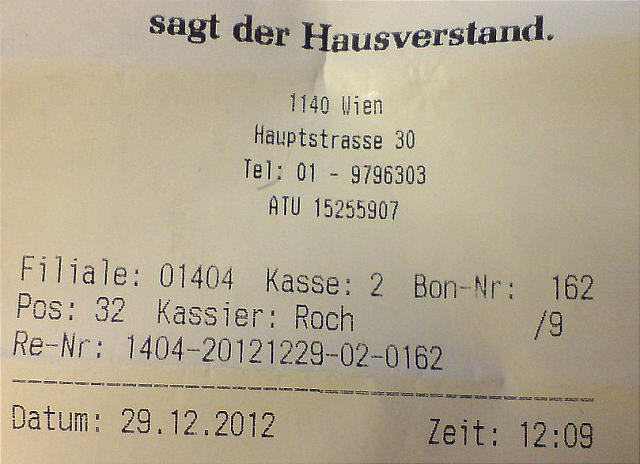 sagt der Hausverstand.
1140 Wien
Hauptstrasse 30
Tel: 01 - 9796303
ATU 15255907
Filiale: 01404 Kasse: 2 Bon-Nr: 162
Pos: 32 Kassier: Roch /9
Re-Nr: 1404-20121229-02-0162
Datum: 29.12.2012 Zeit: 12:09